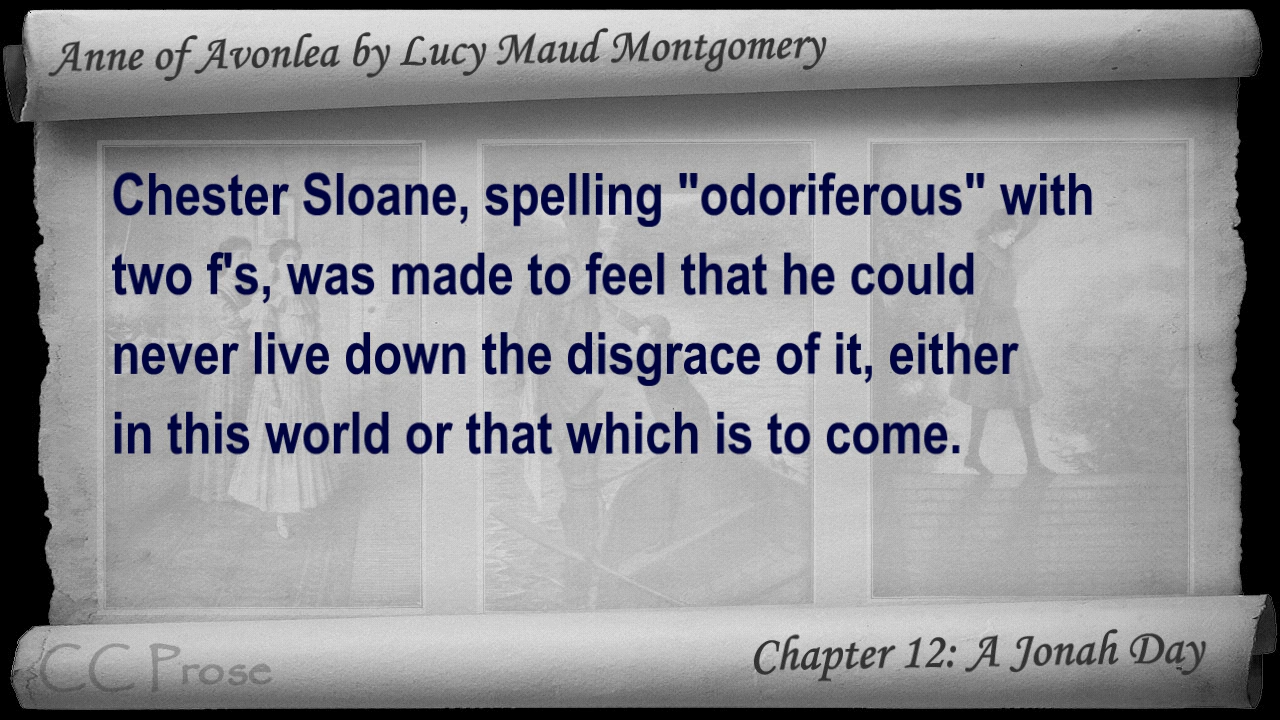 Anne of Avonlea by Lucy Maud Montgomery
Chester Sloane, spelling "odoriferous" with
two f's, was made to feel that he could
never live down the disgrace of it, either
in this world or that which is to come.
CC Prose
Chapter 12: A Jonah Day